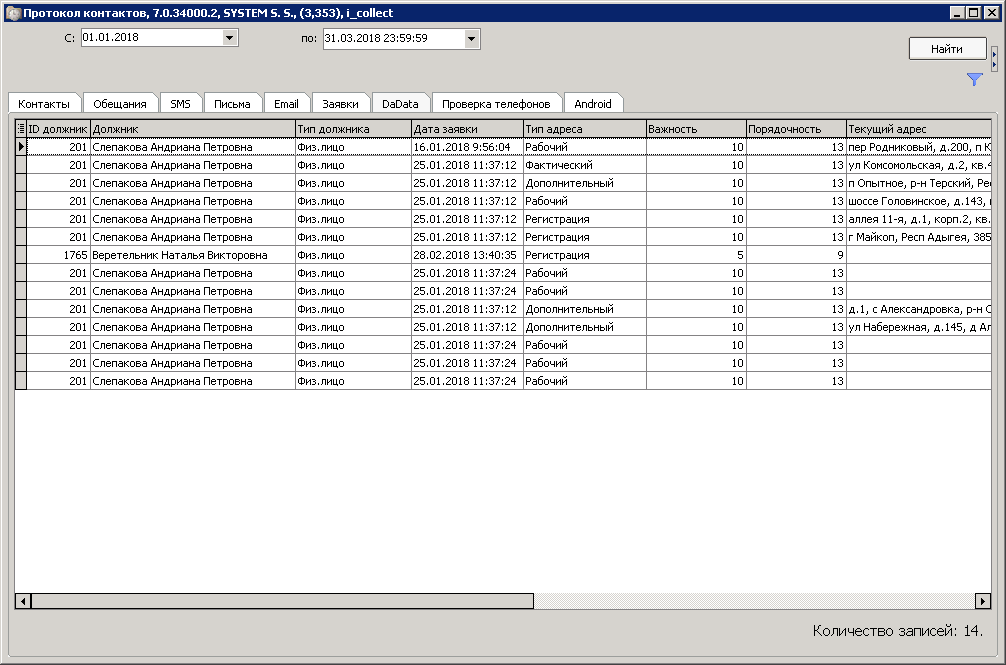 Протокол контактов, 7.0.34000.2, SYSTEM S. S., (3,353), i_collect
С: 01.01.2018 по: 31.03.2018 23:59:59
Найти
Контакты Обещания SMS Письма Email Заявки DaData Проверка телефонов Android
ID должник Должник Тип должника Дата заявки Тип адреса Важность Порядочность Текущий адрес
201 Слепакова Андриана Петровна Физ.лицо 16.01.2018 9:56:04 Рабочий 10 13 пер Родниковый, д.200, п К
201 Слепакова Андриана Петровна Физ.лицо 25.01.2018 11:37:12 Фактический 10 13 ул Комсомольская, д.2, кв.4
201 Слепакова Андриана Петровна Физ.лицо 25.01.2018 11:37:12 Дополнительный 10 13 п Опытное, р-н Терский, Рес
201 Слепакова Андриана Петровна Физ.лицо 25.01.2018 11:37:12 Рабочий 10 13 шоссе Головинское, д.143,
201 Слепакова Андриана Петровна Физ.лицо 25.01.2018 11:37:12 Регистрация 10 13 аллея 11-я, д.1, корп.2, кв.
201 Слепакова Андриана Петровна Физ.лицо 25.01.2018 11:37:12 Регистрация 10 13 г Майкоп, Респ Адыгея, 385
1765 Веретельник Наталья Викторовна Физ.лицо 28.02.2018 13:40:35 Регистрация 5 9
201 Слепакова Андриана Петровна Физ.лицо 25.01.2018 11:37:24 Рабочий 10 13
201 Слепакова Андриана Петровна Физ.лицо 25.01.2018 11:37:24 Рабочий 10 13
201 Слепакова Андриана Петровна Физ.лицо 25.01.2018 11:37:12 Дополнительный 10 13 д.1, с Александровка, р-н С
201 Слепакова Андриана Петровна Физ.лицо 25.01.2018 11:37:12 Дополнительный 10 13 ул Набережная, д.145, д Ал
201 Слепакова Андриана Петровна Физ.лицо 25.01.2018 11:37:24 Рабочий 10 13
201 Слепакова Андриана Петровна Физ.лицо 25.01.2018 11:37:24 Рабочий 10 13
201 Слепакова Андриана Петровна Физ.лицо 25.01.2018 11:37:24 Рабочий 10 13
Количество записей: 14.